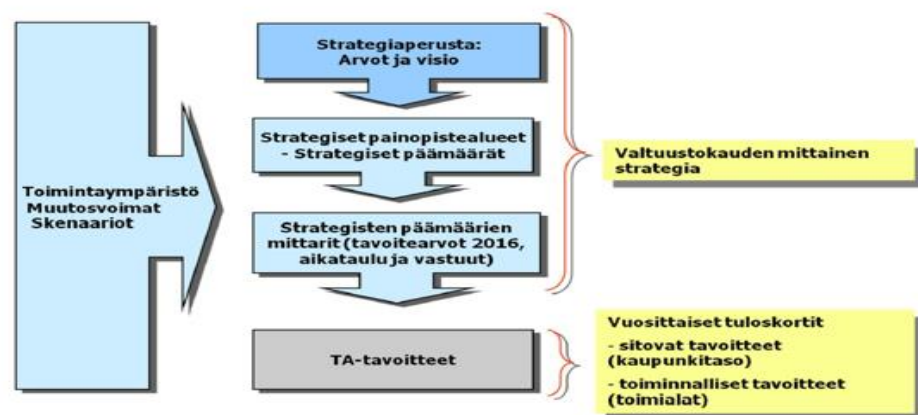 Toimintaympäristö
Muutosvoimat
Skenaariot
Strategiaperusta:
Arvot ja visio
Strategiset painopistealueet
- Strategiset päämäärät
Strategisten päämäärien
mittarit (tavoitearvot 2016,
aikataulu ja vastuut)
TA-tavoitteet
Valtuustokauden mittainen
strategia
Vuosittaiset tuloskortit
- sitovat tavoitteet
(kaupunkitaso)
- toiminnalliset tavoitteet
(toimialat)